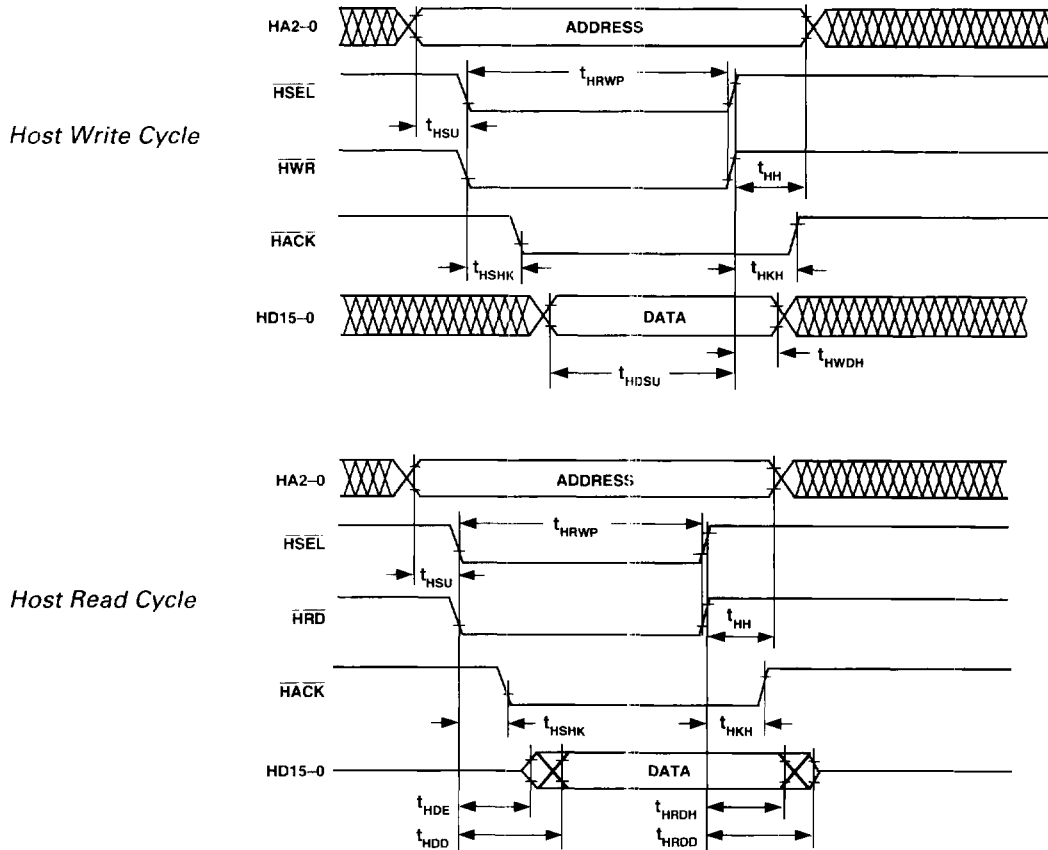 HA2–0
ADDRESS
HSEL
tHRWP
Host Write Cycle
tHSU
HWR
tHH
HACK
tHSHK
tHKH
HD15–0
DATA
tHWDH
tHDSU
HA2–0
ADDRESS
HSEL
tHRWP
tHSU
Host Read Cycle
HRD
tHH
HACK
tHSHK
tHKH
HD15–0
DATA
tHDE
tHRDH
tHDD
tHRDD